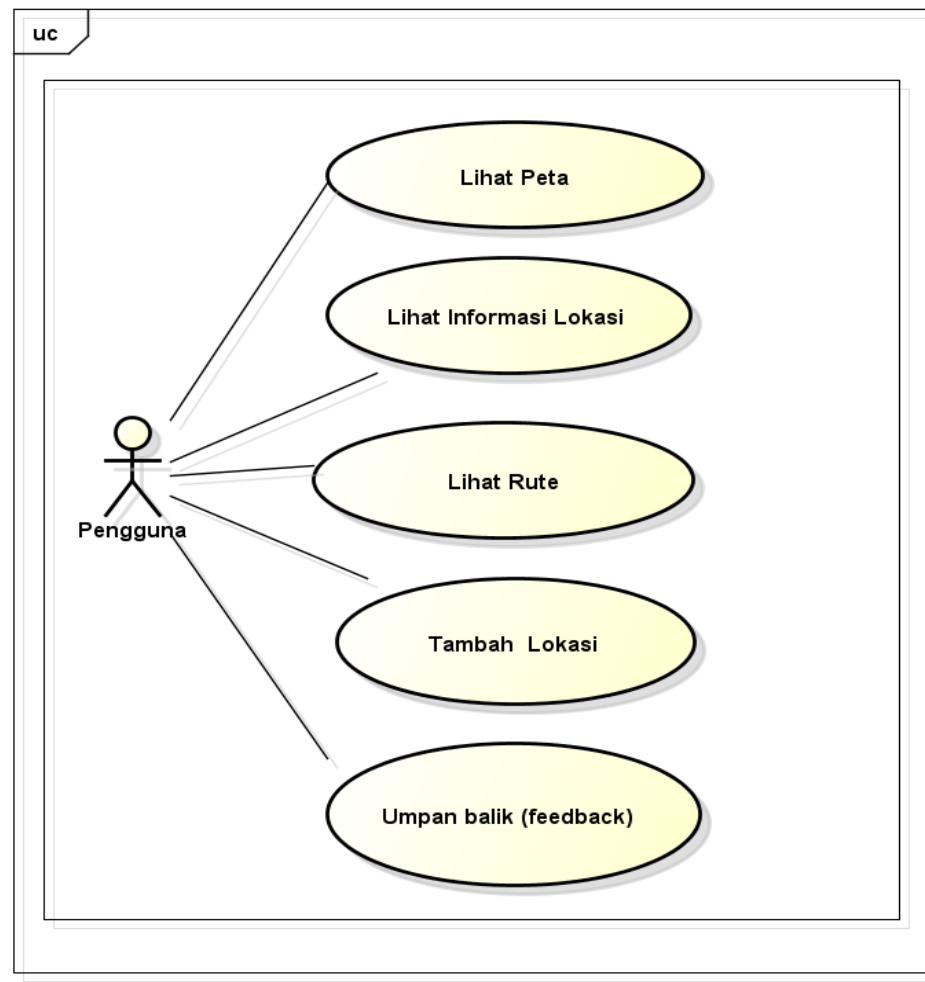 uc
Lihat Peta
Lihat Informasi Lokasi
Lihat Rute
Pengguna
Tambah  Lokasi
Umpan balik (feedback)